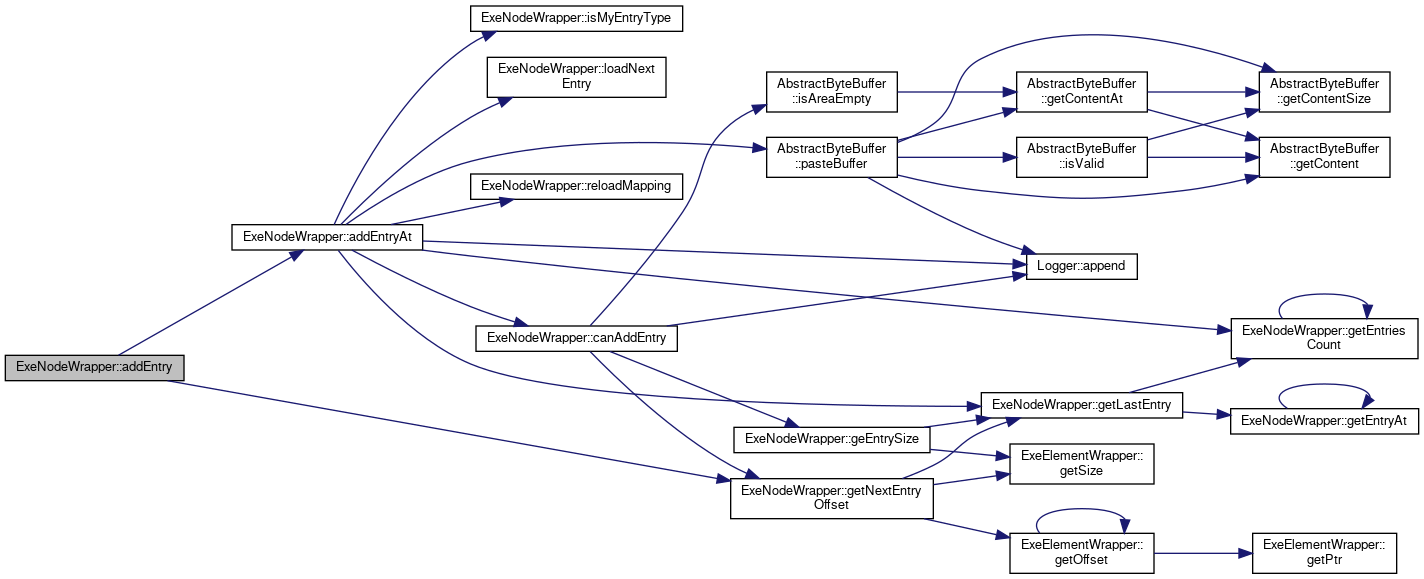 ExeNodeWrapper::addEntry
ExeNodeWrapper::addEntryAt
ExeNodeWrapper::isMyEntryType
ExeNodeWrapper::loadNext
Entry
ExeNodeWrapper::reloadMapping
ExeNodeWrapper::canAddEntry
AbstractByteBuffer
::isAreaEmpty
AbstractByteBuffer
::pasteBuffer
ExeNodeWrapper::geEntrySize
ExeNodeWrapper::getNextEntry
Offset
AbstractByteBuffer
::getContentAt
AbstractByteBuffer
::isValid
Logger::append
ExeNodeWrapper::getLastEntry
ExeElementWrapper::
getSize
ExeElementWrapper::
getOffset
AbstractByteBuffer
::getContentSize
AbstractByteBuffer
::getContent
ExeNodeWrapper::getEntries
Count
ExeNodeWrapper::getEntryAt
ExeElementWrapper::
getPtr